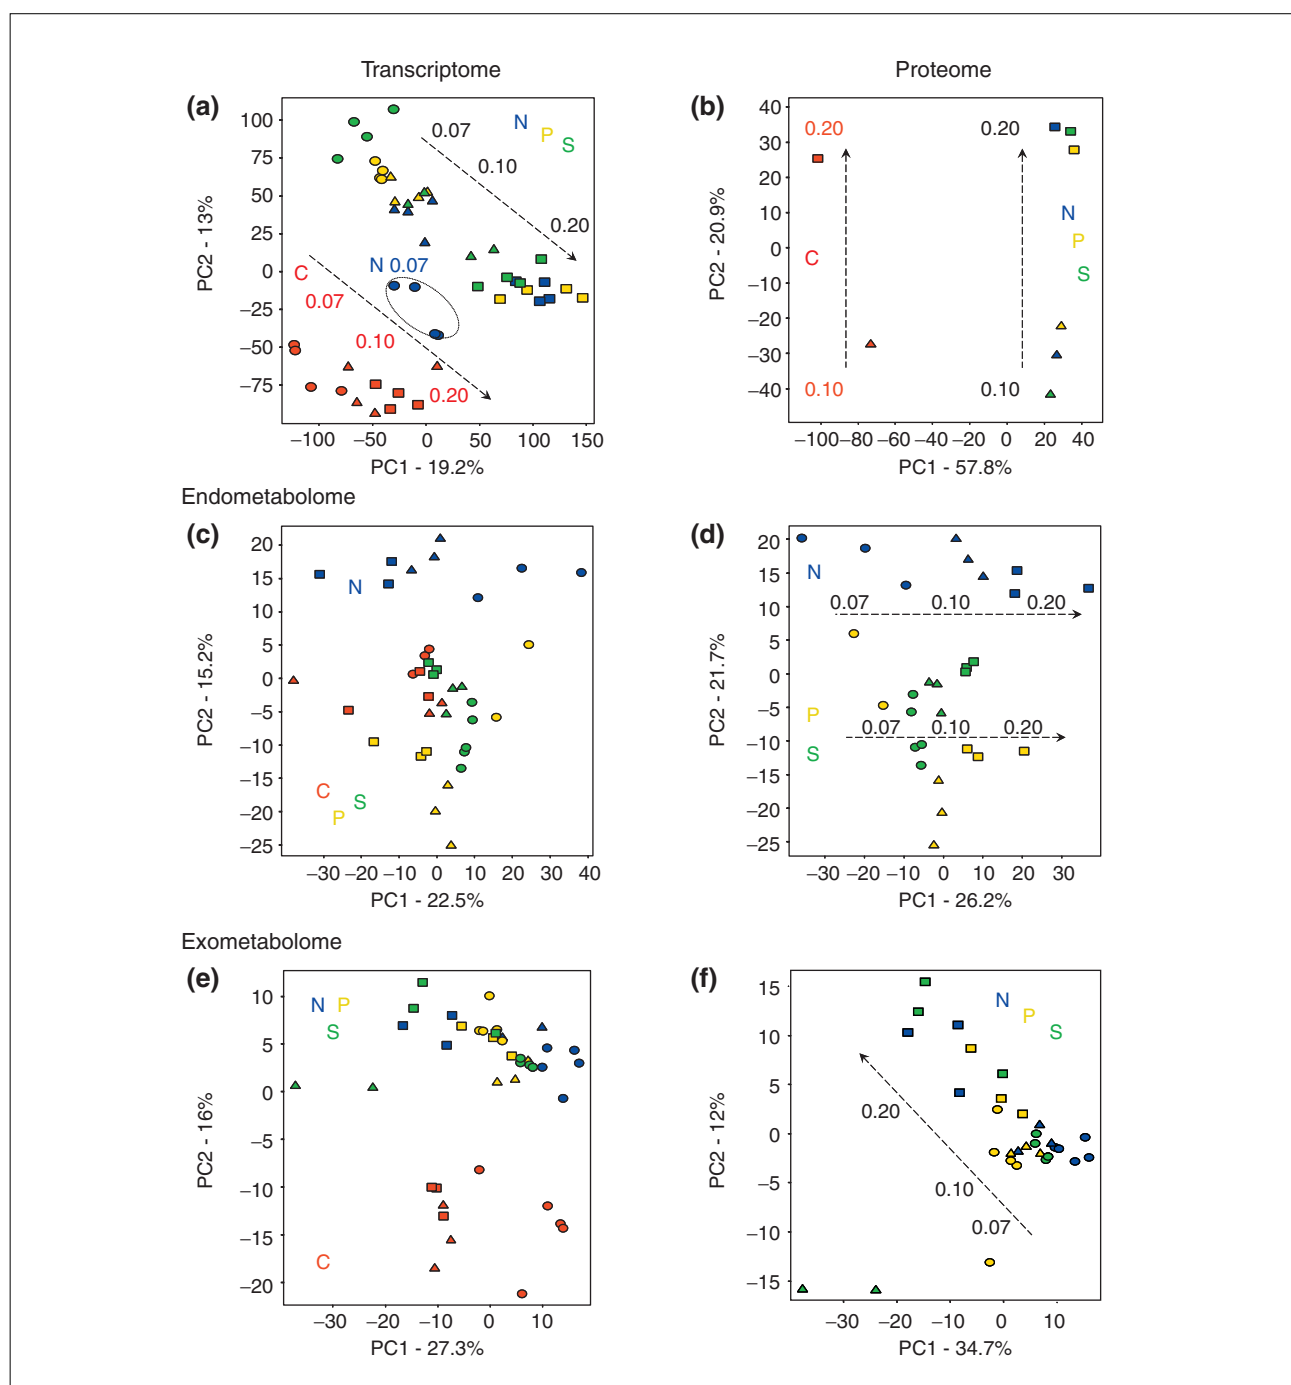 Transcriptome
Proteome
(a)
100
75
50
25
0
−25
−50
−75
PC2 - 13%
−100
−50
0
50
100
150
PC1 - 19.2%
0.07
0.10
0.20
N
P
S
C
N 0.07
0.07
0.10
0.20
(b)
40
30
20
10
0
−10
−20
−30
−40
PC2 - 20.9%
−100 −80 −60 −40 −20 0 20 40
PC1 - 57.8%
0.20
0.20
N
C
P
S
0.10
0.10
Endometabolome
(c)
20
15
10
5
0
−5
−10
−15
−20
−25
PC2 - 15.2%
−30 −20 −10 0 10 20 30 40
PC1 - 22.5%
N
C
S
P
(d)
20
15
10
5
0
−5
−10
−15
−20
−25
PC2 - 21.7%
−30 −20 −10 0 10 20 30
PC1 - 26.2%
N
0.07 0.10 0.20
P
0.07 0.10 0.20
S
Exometabolome
(e)
10
5
0
−5
−10
−15
−20
PC2 - 16%
−30 −20 −10 0 10
PC1 - 27.3%
N P
S
C
(f)
15
10
5
0
−5
−10
−15
PC2 - 12%
−30 −20 −10 0 10
PC1 - 34.7%
N
P
S
0.20
0.10
0.07